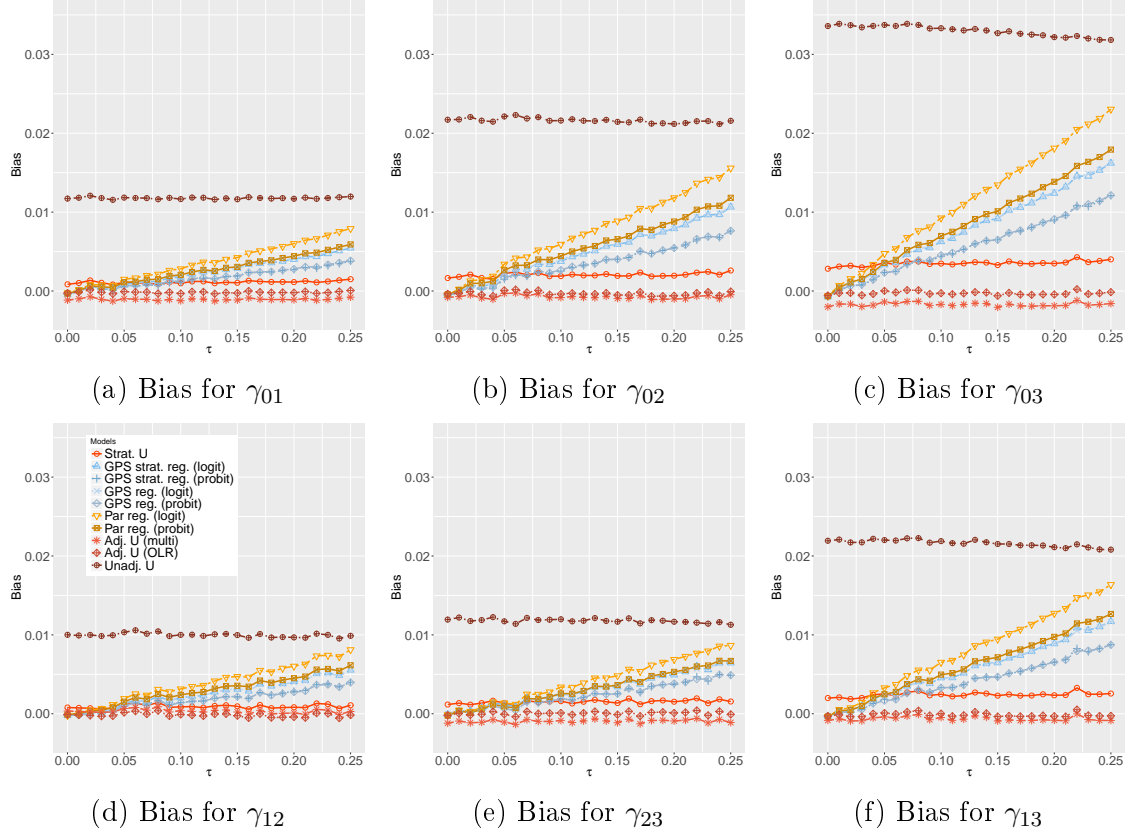 0.03
0.02
0.01
0.00
Bias
0.00 0.05 0.10 0.15 0.20 0.25
τ
(a) Bias for γ01
0.03
0.02
0.01
0.00
Bias
0.00 0.05 0.10 0.15 0.20 0.25
τ
(b) Bias for γ02
0.03
0.02
0.01
0.00
Bias
0.00 0.05 0.10 0.15 0.20 0.25
τ
(c) Bias for γ03
0.03
0.02
0.01
0.00
Bias
Models
Strat. U
GPS strat. reg. (logit)
GPS strat. reg. (probit)
GPS reg. (logit)
GPS reg. (probit)
Par reg. (logit)
Par reg. (probit)
Adj. U (multi)
Adj. U (OLR)
Unadj. U
0.00 0.05 0.10 0.15 0.20 0.25
τ
(d) Bias for γ12
0.03
0.02
0.01
0.00
Bias
0.00 0.05 0.10 0.15 0.20 0.25
τ
(e) Bias for γ23
0.03
0.02
0.01
0.00
Bias
0.00 0.05 0.10 0.15 0.20 0.25
τ
(f) Bias for γ13